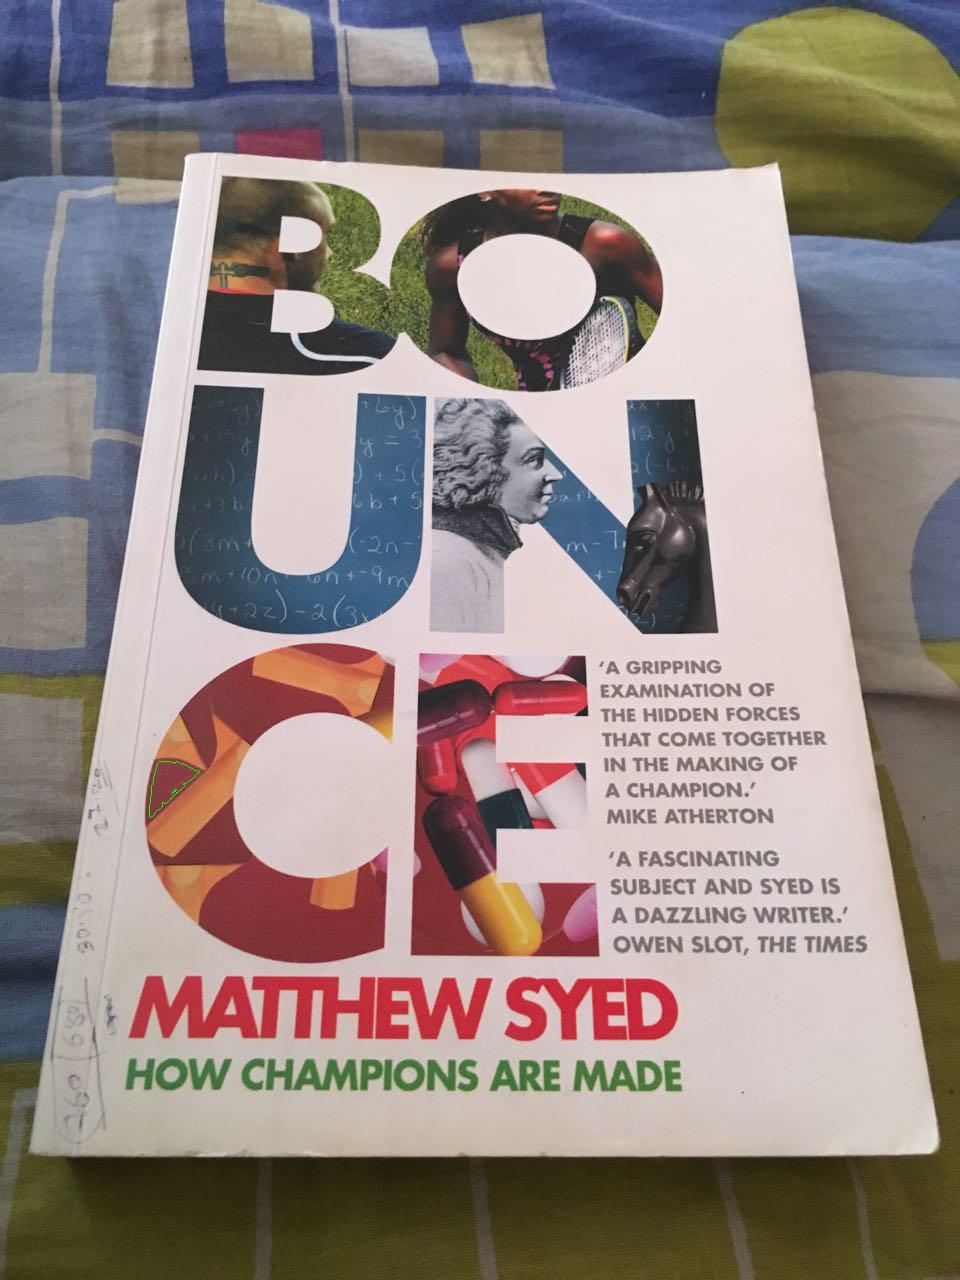 BO
UN
CE
'A GRIPPING
EXAMINATION OF
THE HIDDEN FORCES
THAT COME TOGETHER
IN THE MAKING OF
A CHAMPION.'
MIKE ATHERTON
'A FASCINATING
SUBJECT AND SYED IS
A DAZZLING WRITER.'
OWEN SLOT, THE TIMES
MATTHEW SYED
HOW CHAMPIONS ARE MADE